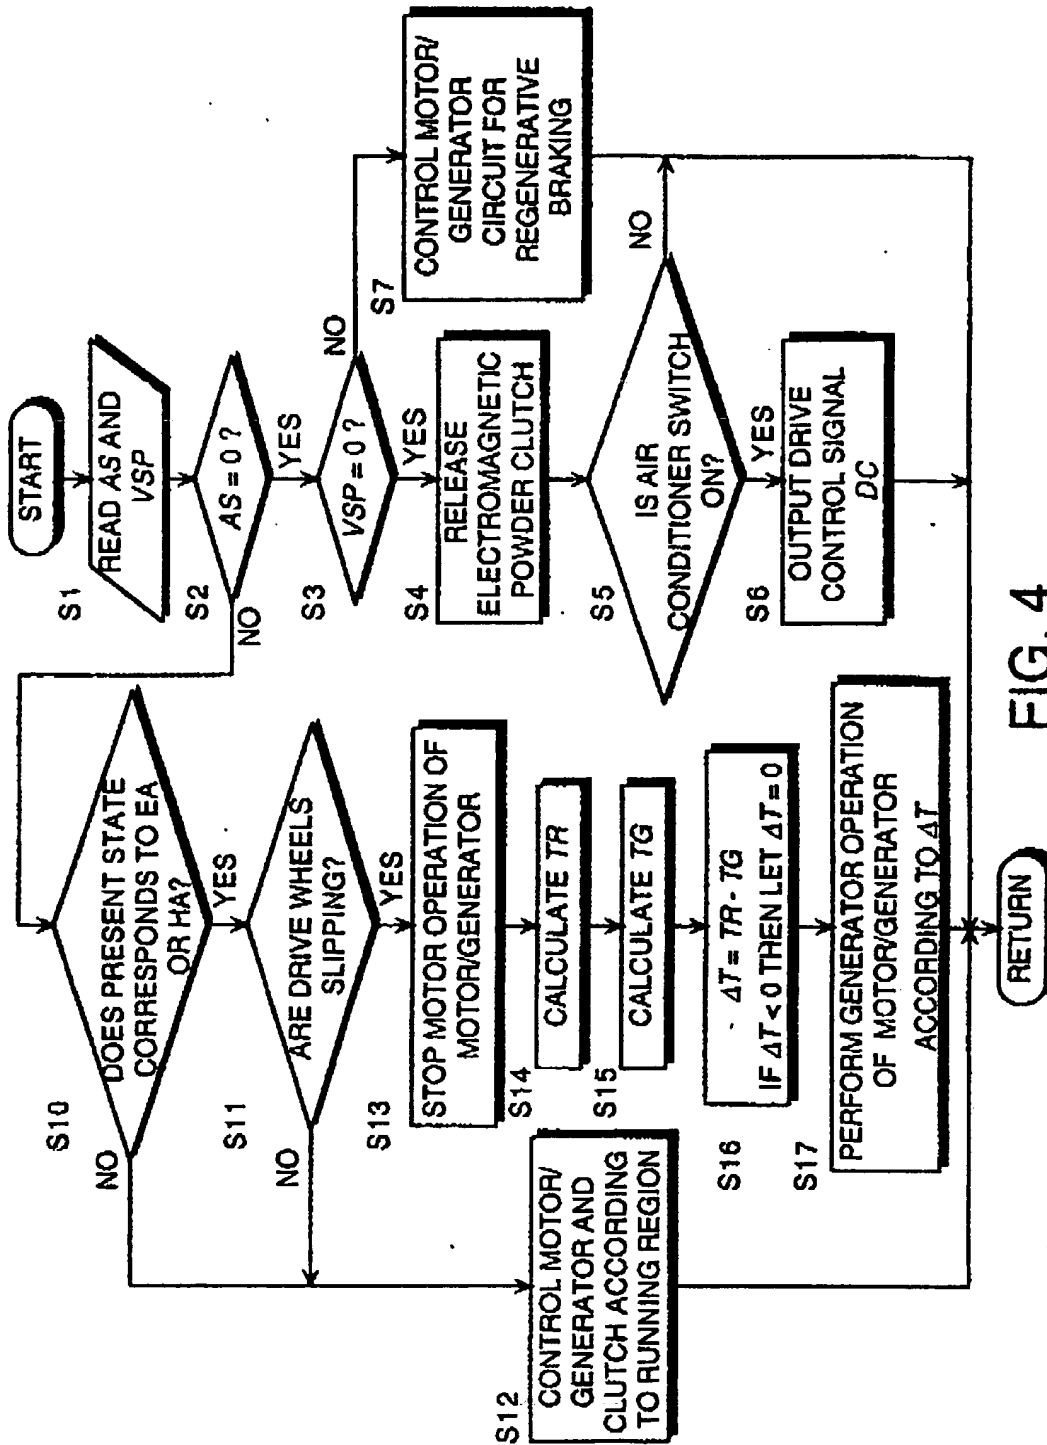 START
S1
READ AS AND
VSP
S2
AS = 0 ?
NO
YES
S3
VSP = 0 ?
NO
YES
S4
RELEASE
ELECTROMAGNETIC
POWDER CLUTCH
S7
CONTROL MOTOR/
GENERATOR
CIRCUIT FOR
REGENERATIVE
BRAKING
S5
IS AIR
CONDITIONER SWITCH
ON?
NO
YES
S6
OUTPUT DRIVE
CONTROL SIGNAL
DC
S10
DOES PRESENT STATE
CORRESPONDS TO EA
OR HA?
NO
YES
S11
ARE DRIVE WHEELS
SLIPPING?
NO
YES
S13
STOP MOTOR OPERATION OF
MOTOR/GENERATOR
S14
CALCULATE TR
S15
CALCULATE TG
S16
ΔT = TR - TG
IF ΔT < 0 THEN LET ΔT = 0
S17
PERFORM GENERATOR OPERATION
OF MOTOR/GENERATOR
ACCORDING TO ΔT
S12
CONTROL MOTOR/
GENERATOR AND
CLUTCH ACCORDING
TO RUNNING REGION
RETURN
FIG. 4